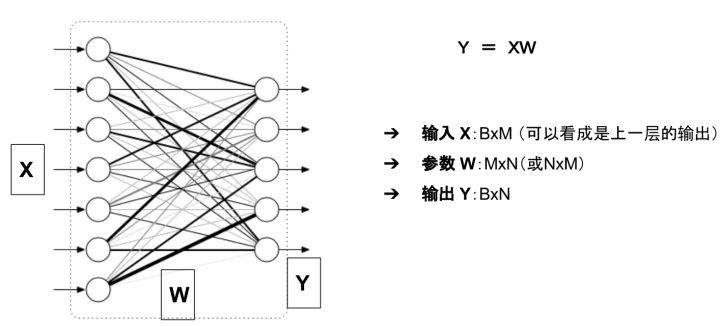 Y = XW
➔ 输入 X:BxM (可以看成是上一层的输出)
➔ 参数 W:MxN(或NxM)
➔ 输出 Y:BxN
X
W
Y